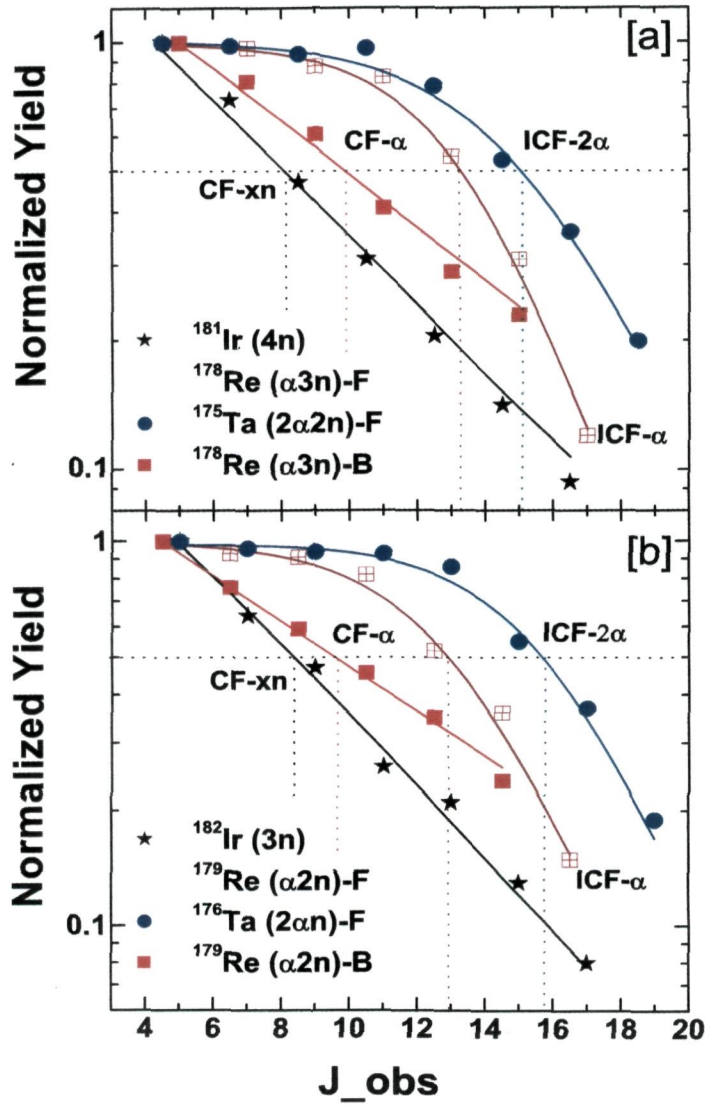 [a]
1
CF-α
ICF-2α
CF-xn
Normalized Yield
¹⁸¹Ir (4n)
¹⁷⁸Re (α3n)-F
¹⁷⁵Ta (2α2n)-F
¹⁷⁸Re (α3n)-B
ICF-α
0.1
[b]
1
CF-α
ICF-2α
CF-xn
Normalized Yield
¹⁸²Ir (3n)
¹⁷⁹Re (α2n)-F
¹⁷⁶Ta (2αn)-F
¹⁷⁹Re (α2n)-B
ICF-α
0.1
4 6 8 10 12 14 16 18 20
J_obs